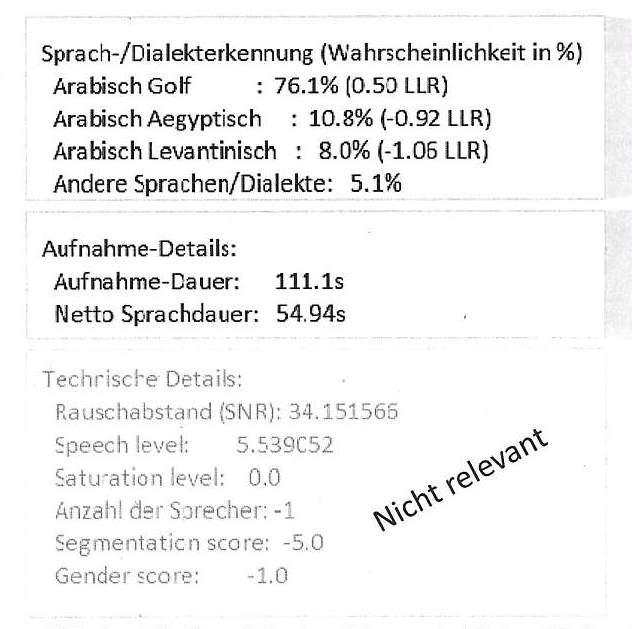 Sprach-/Dialekterkennung (Wahrscheinlichkeit in %)
Arabisch Golf : 76.1% (0.50 LLR)
Arabisch Aegyptisch : 10.8% (-0.92 LLR)
Arabisch Levantinisch : 8.0% (-1.06 LLR)
Andere Sprachen/Dialekte: 5.1%
Aufnahme-Details:
Aufnahme-Dauer: 111.1s
Netto Sprachdauer: 54.94s
Technische Details:
Rauschabstand (SNR): 34.151566
Speech level: 5.539052
Saturation level: 0.0
Anzahl der Sprecher: -1
Segmentation score: -5.0
Gender score: -1.0
Nicht relevant